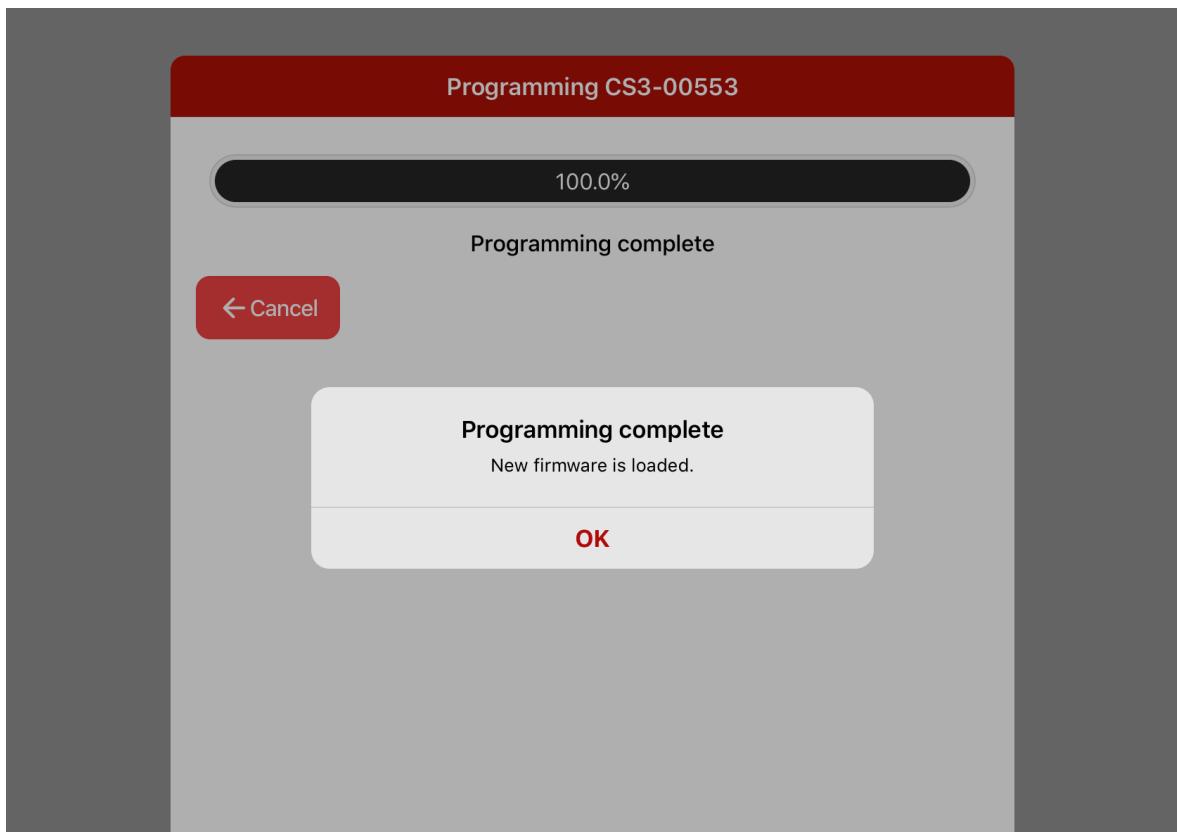 Programming CS3-00553
100.0%
Programming complete
Cancel
Programming complete
New firmware is loaded.
OK